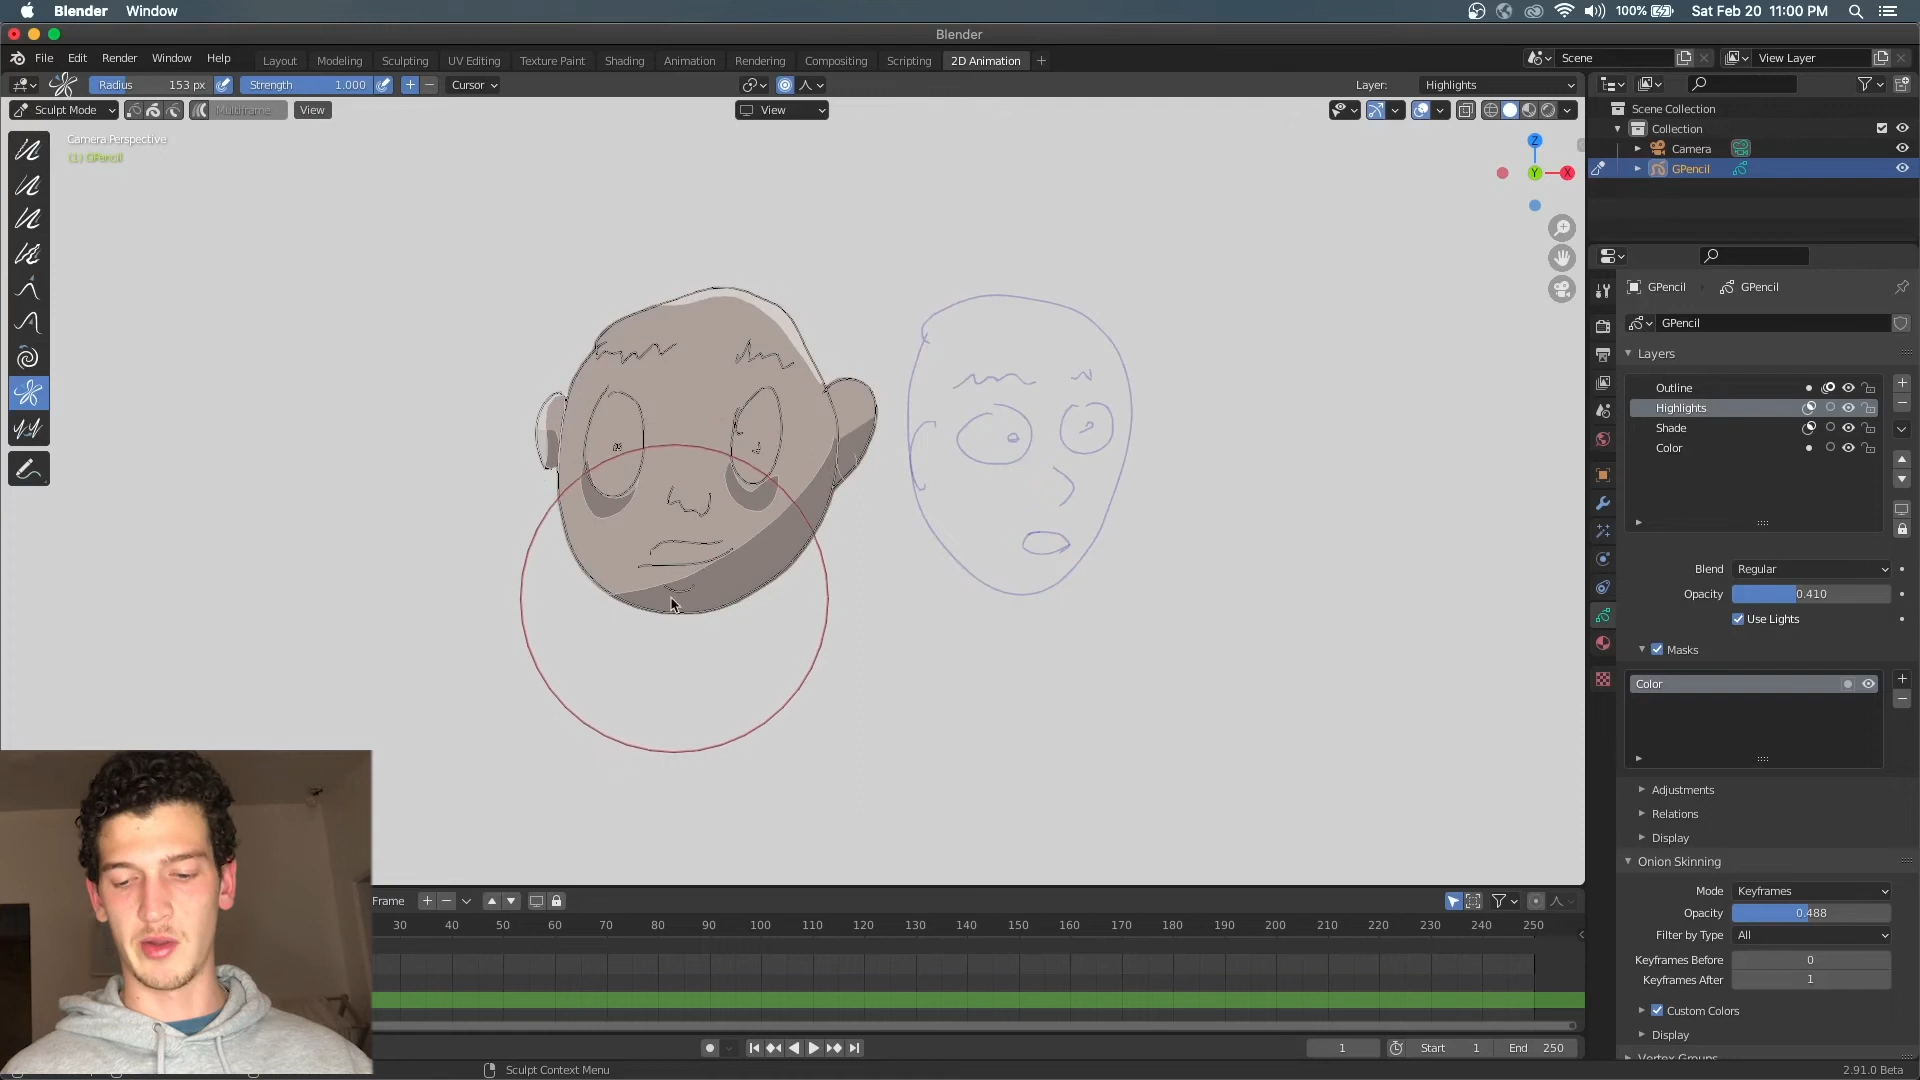 Blender Window
100% Sat Feb 20 11:00 PM
Blender
File Edit Render Window Help
Layout Modeling Sculpting UV Editing Texture Paint Shading Animation Rendering Compositing Scripting 2D Animation +
Scene
View Layer
Radius 153 px
Strength 1.000
+ −
Cursor
Layer: Highlights
Sculpt Mode
Multiframe
View
View
Scene Collection
Collection
Camera
GPencil
Camera Perspective
(1) GPencil
Z
Y
X
GPencil
GPencil
GPencil
Layers
Outline
Highlights
Shade
Color
Blend Regular
Opacity 0.410
Use Lights
Masks
Color
Adjustments
Relations
Display
Onion Skinning
Mode Keyframes
Opacity 0.488
Filter by Type All
Keyframes Before 0
Keyframes After 1
Custom Colors
Display
Vertex Groups
Frame
30 40 50 60 70 80 90 100 110 120 130 140 150 160 170 180 190 200 210 220 230 240 250
1
Start 1
End 250
Sculpt Context Menu
2.91.0 Beta